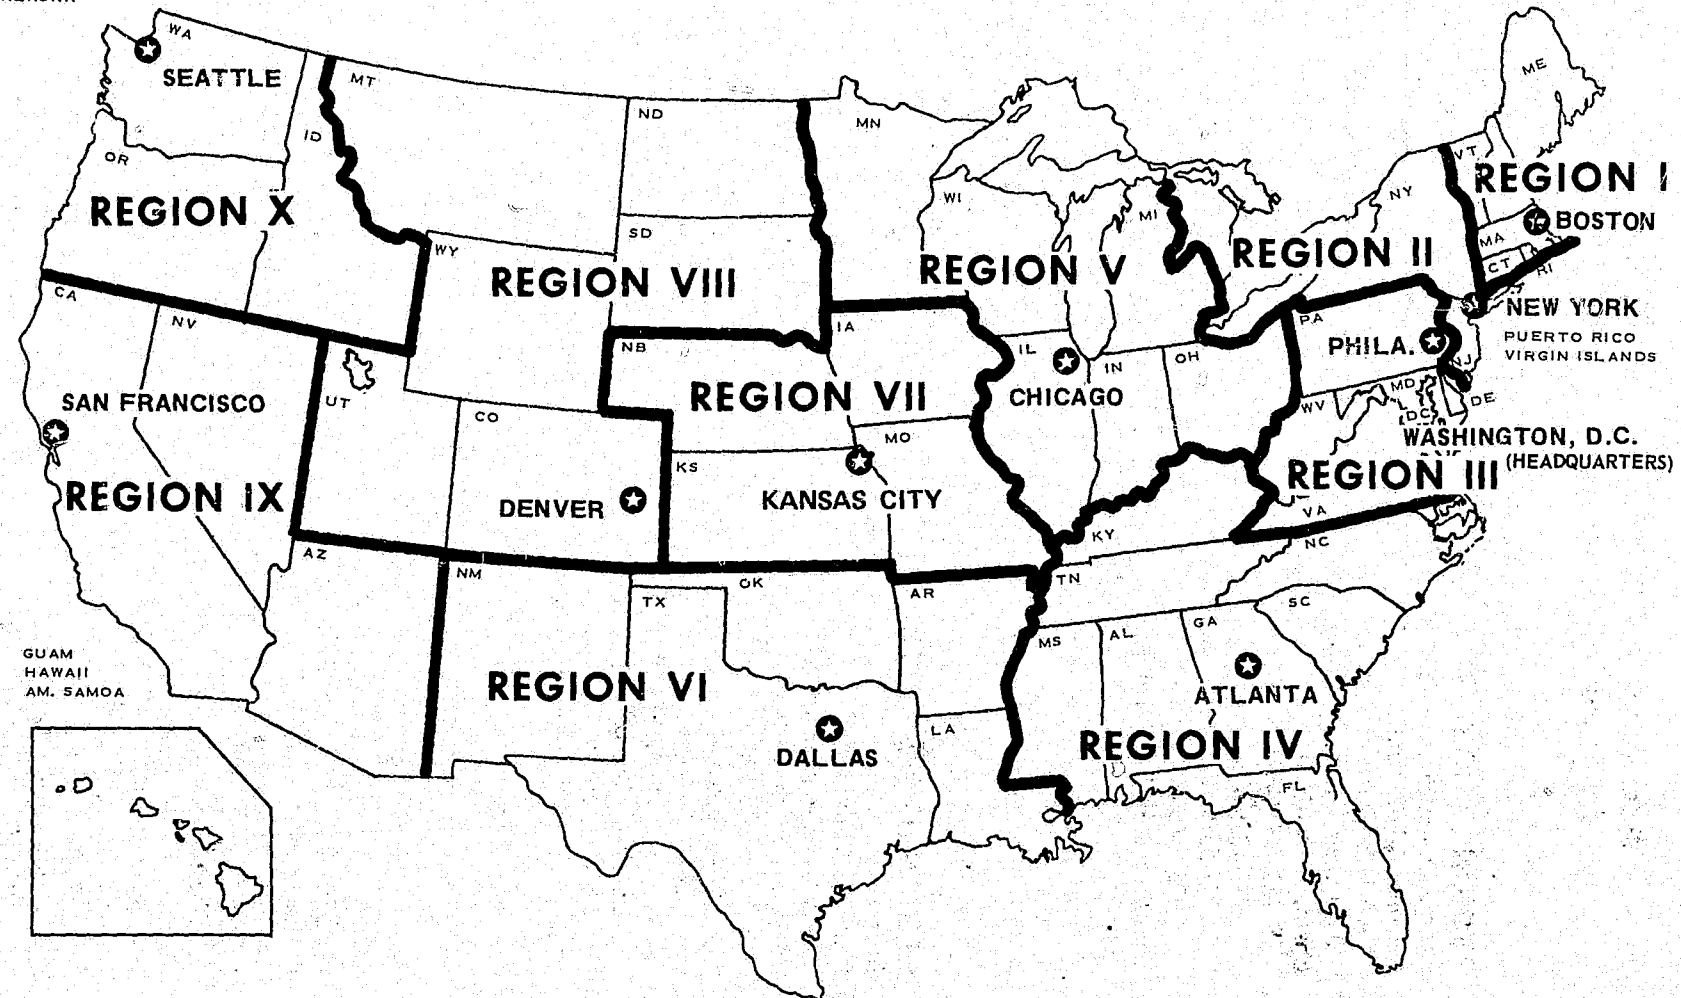 WA
SEATTLE
MT
ND
MN
ME
ID
OR
VT
REGION I
REGION X
WI
MI
NY
BOSTON
WY
SD
MA
REGION VIII
REGION V
REGION II
CT
RI
CA
NV
IA
PA
NEW YORK
NB
IL
PHILA.
PUERTO RICO
VIRGIN ISLANDS
OH
IN
NJ
REGION VII
CHICAGO
MD
DE
SAN FRANCISCO
UT
CO
WV
DC
MO
WASHINGTON, D.C.
(HEADQUARTERS)
KS
REGION IX
DENVER
KANSAS CITY
REGION III
VA
KY
NC
AZ
NM
OK
TN
TX
AR
SC
GA
AL
MS
GUAM
HAWAII
AM. SAMOA
REGION VI
ATLANTA
LA
DALLAS
REGION IV
FL